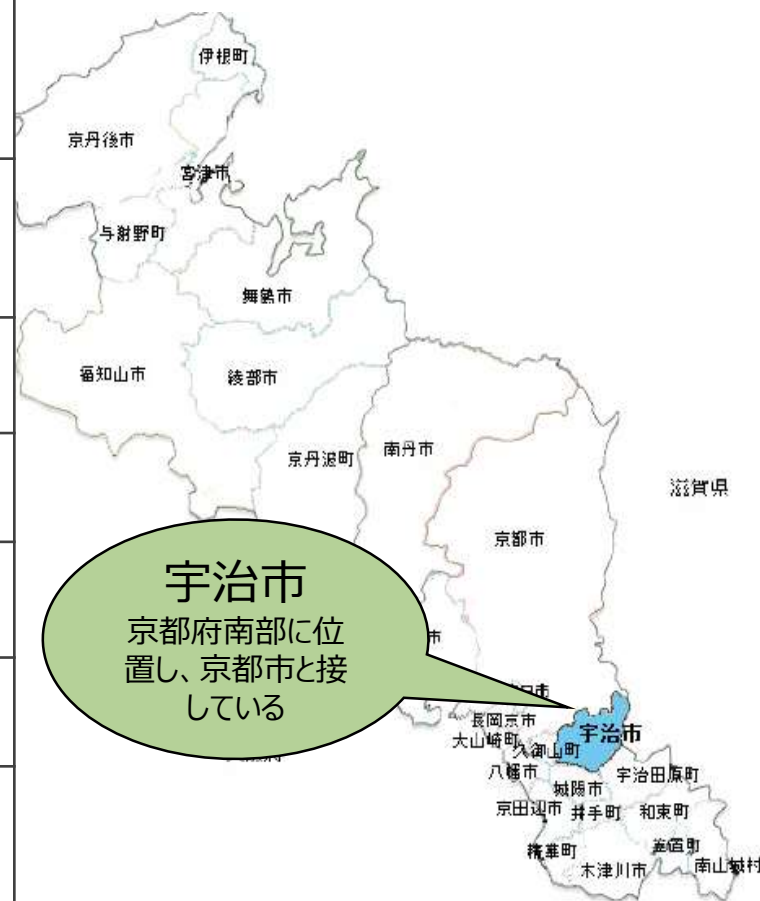 伊根町
京丹後市
宮津市
与謝野町
舞鶴市
福知山市
綾部市
京丹波町
南丹市
滋賀県
京都市
宇治市
京都府南部に位
置し、京都市と接
している
市
日市
長岡京市
大山崎町
宇治市
久御山町
八幡市
宇治田原町
城陽市
京田辺市
井手町
和束町
精華町
笠置町
木津川市
南山城村